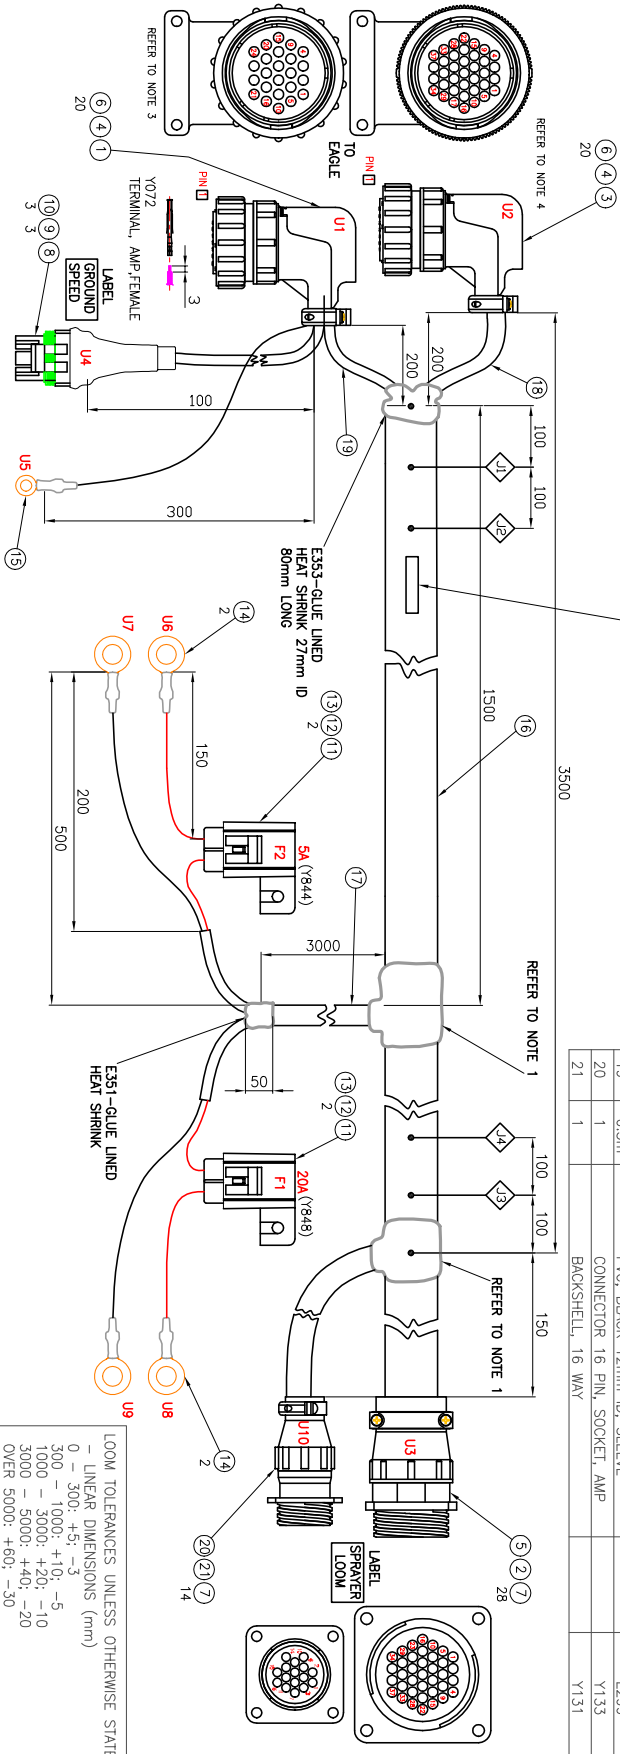 REFER TO NOTE 3
REFER TO NOTE 4
6 4 1
20
6 4 3
20
TO
EAGLE
PIN 1
PIN 1
U1
U2
Y072
TERMINAL, AMP,FEMALE
3
10 9 8
3 3
LABEL
GROUND
SPEED
U4
100
U5
300
15
200
200
18
19
100
100
J1
J2
E353-GLUE LINED
HEAT SHRINK 27mm ID
80mm LONG
1500
3500
16
U7
U6
14
2
150
200
500
13 12 11
2
5A (Y844)
F2
17
3000
REFER TO NOTE 1
50
E351-GLUE LINED
HEAT SHRINK
13 12 11
2
20A (Y848)
F1
J4
J3
100
100
REFER TO NOTE 1
150
U9
U8
14
2
U10
U3
20 21 7
14
5 2 7
28
LABEL
SPRAYER
LOOM
20 1 CONNECTOR 16 PIN, SOCKET, AMP Y133
21 1 BACKSHELL, 16 WAY Y131
LOOM TOLERANCES UNLESS OTHERWISE STATE
- LINEAR DIMENSIONS (mm)
0 - 300: +5; -3
300 - 1000: +10; -5
1000 - 3000: +20; -10
3000 - 5000: +40; -20
OVER 5000: +60; -30